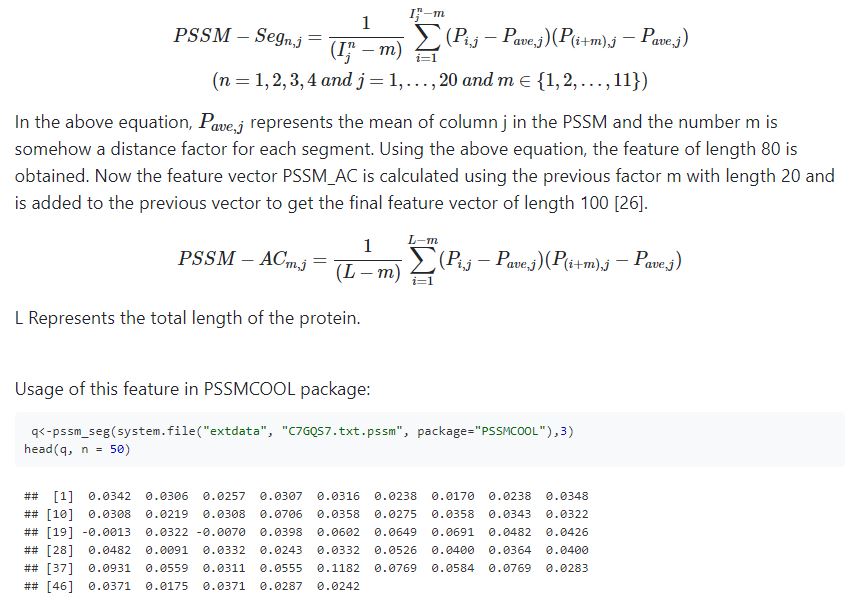 PSSM − Seg_{n,j} = \frac{1}{(I_j^n − m)} \sum_{i=1}^{I_j^n − m} (P_{i,j} − P_{ave,j})(P_{(i+m),j} − P_{ave,j})
(n = 1, 2, 3, 4 and j = 1, …, 20 and m ∈ {1, 2, …, 11})
In the above equation, P_{ave,j} represents the mean of column j in the PSSM and the number m is
somehow a distance factor for each segment. Using the above equation, the feature of length 80 is
obtained. Now the feature vector PSSM_AC is calculated using the previous factor m with length 20 and
is added to the previous vector to get the final feature vector of length 100 [26].
PSSM − AC_{m,j} = \frac{1}{(L − m)} \sum_{i=1}^{L−m} (P_{i,j} − P_{ave,j})(P_{(i+m),j} − P_{ave,j})
L Represents the total length of the protein.
Usage of this feature in PSSMCOOL package:
q<-pssm_seg(system.file("extdata", "C7GQS7.txt.pssm", package="PSSMCOOL"),3)
head(q, n = 50)
##  [1]  0.0342  0.0306  0.0257  0.0307  0.0316  0.0238  0.0170  0.0238  0.0348
## [10]  0.0308  0.0219  0.0308  0.0706  0.0358  0.0275  0.0358  0.0343  0.0322
## [19] -0.0013  0.0322 -0.0070  0.0398  0.0602  0.0649  0.0691  0.0482  0.0426
## [28]  0.0482  0.0091  0.0332  0.0243  0.0332  0.0526  0.0400  0.0364  0.0400
## [37]  0.0931  0.0559  0.0311  0.0555  0.1182  0.0769  0.0584  0.0769  0.0283
## [46]  0.0371  0.0175  0.0371  0.0287  0.0242